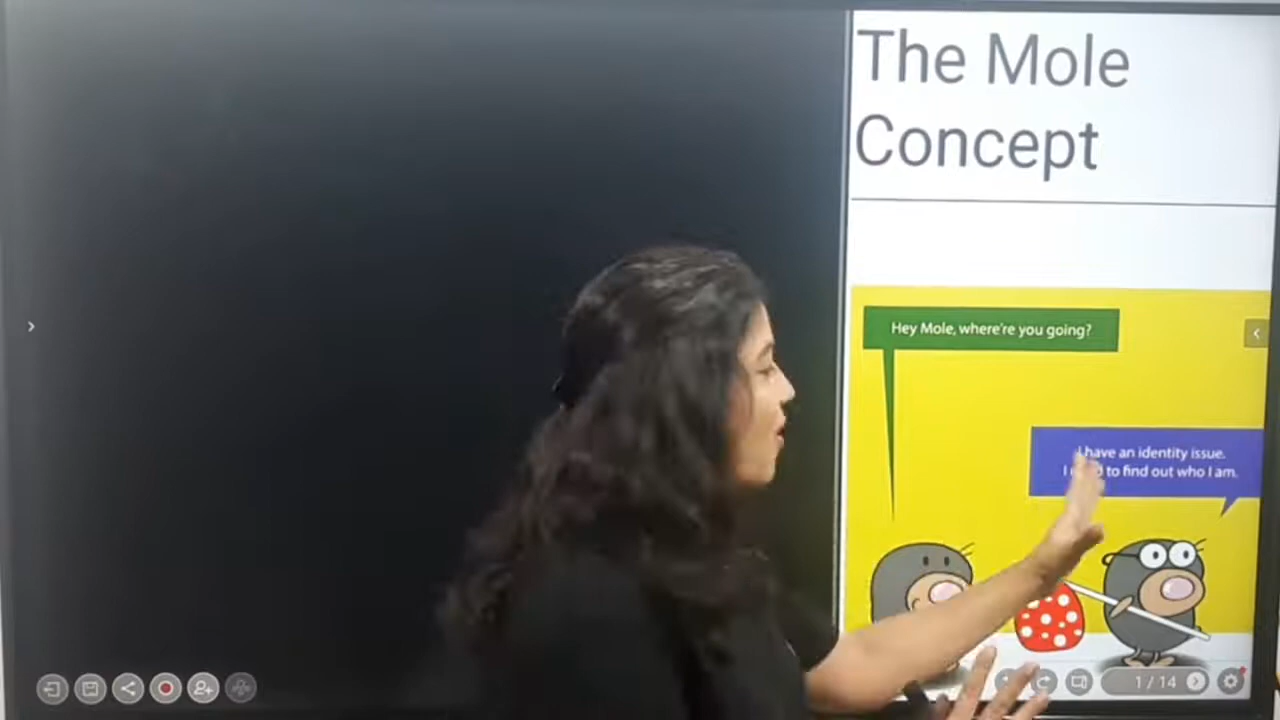 The Mole
Concept
Hey Mole, where're you going?
I have an identity issue.
I to find out who I am.
1 / 14